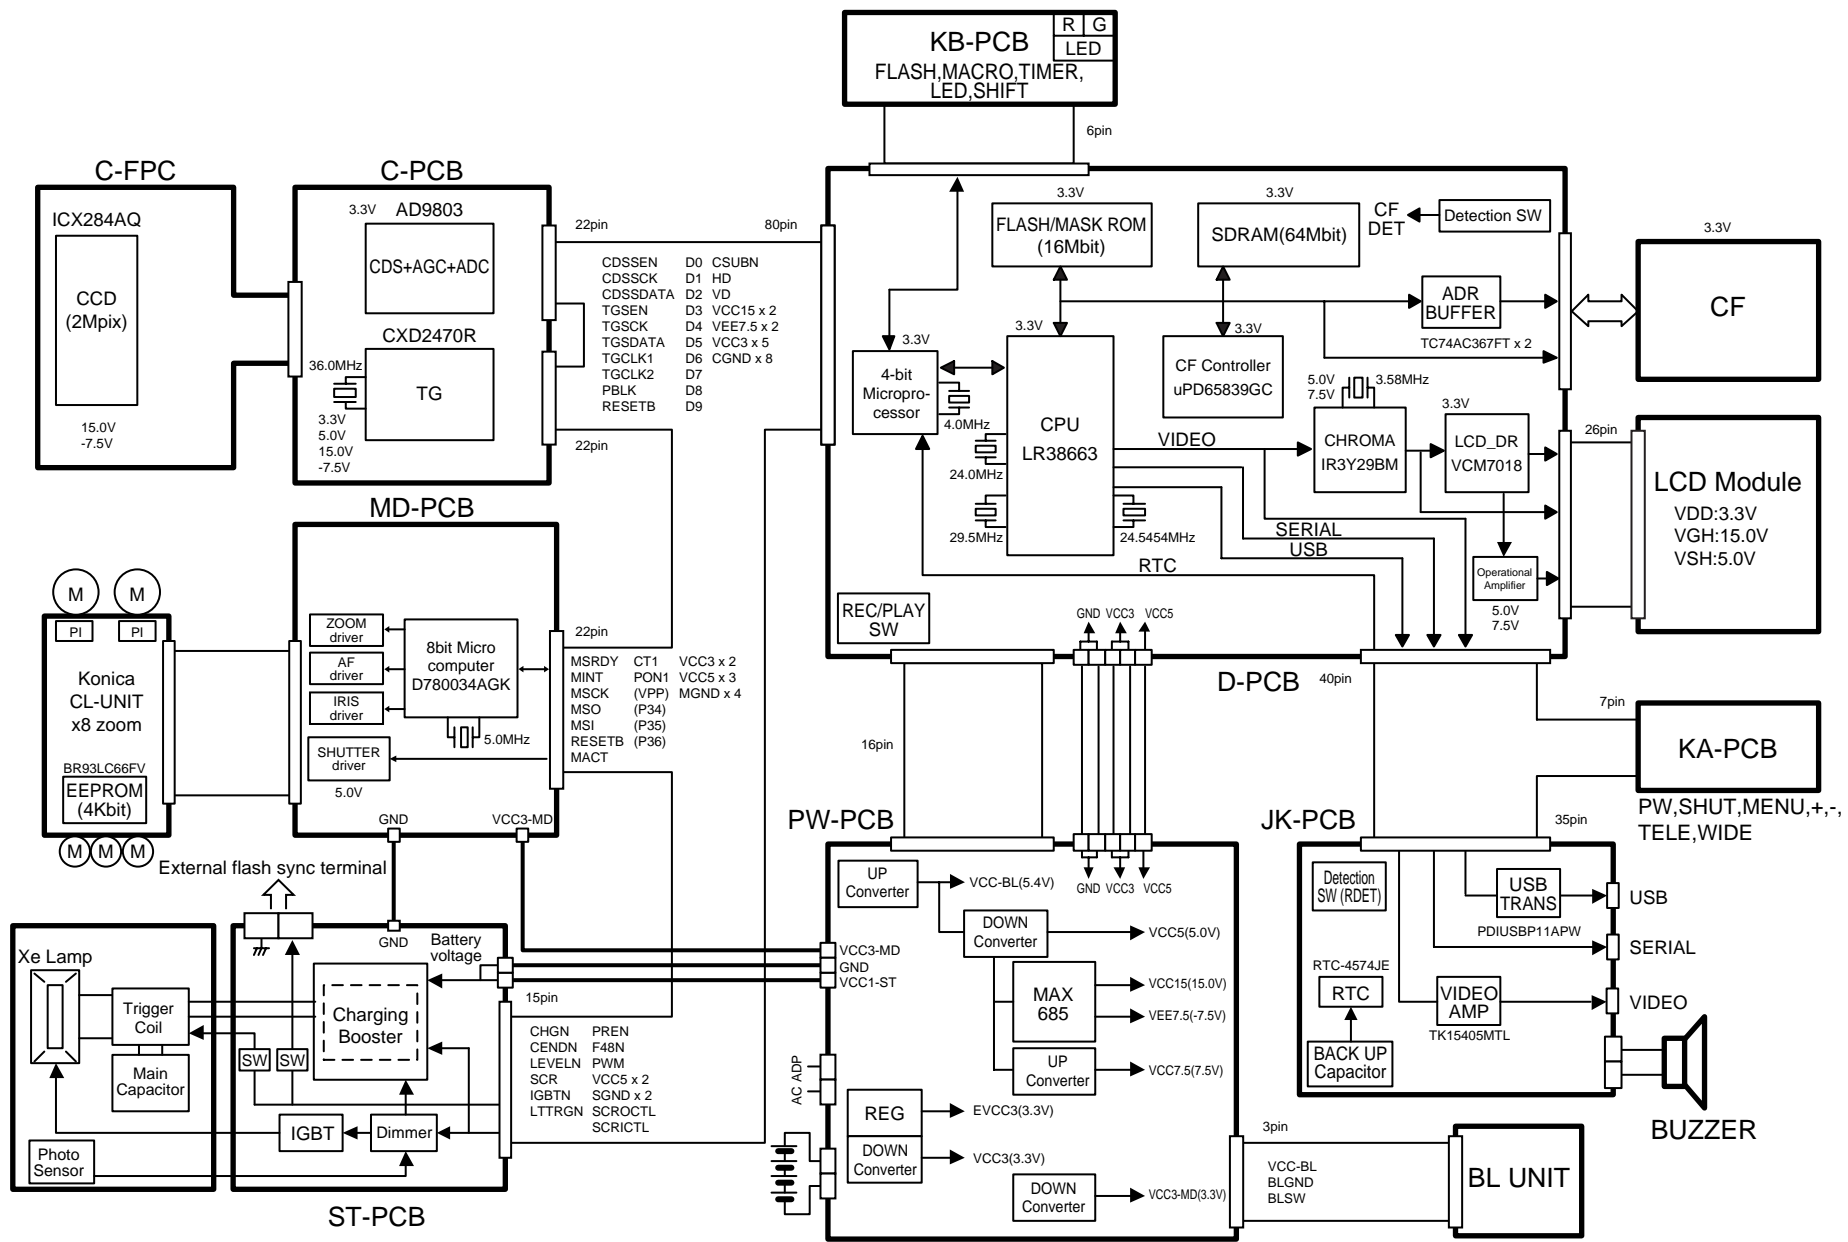 KB-PCB
R G
LED
FLASH,MACRO,TIMER,
LED,SHIFT
6pin
C-FPC
ICX284AQ
CCD
(2Mpix)
15.0V
-7.5V
C-PCB
3.3V
AD9803
CDS+AGC+ADC
CXD2470R
36.0MHz
TG
3.3V
5.0V
15.0V
-7.5V
22pin
80pin
CDSSEN D0 CSUBN
CDSSCK D1 HD
CDSSDATA D2 VD
TGSEN D3 VCC15 x 2
TGSCK D4 VEE7.5 x 2
TGSDATA D5 VCC3 x 5
TGCLK1 D6 CGND x 8
TGCLK2 D7
PBLK D8
RESETB D9
22pin
3.3V
FLASH/MASK ROM
(16Mbit)
3.3V
SDRAM(64Mbit)
CF
DET
Detection SW
ADR
BUFFER
TC74AC367FT x 2
3.3V
CF
3.3V
4-bit
Micropro-
cessor
4.0MHz
3.3V
CPU
LR38663
24.0MHz
29.5MHz
24.5454MHz
3.3V
CF Controller
uPD65839GC
5.0V
7.5V
3.58MHz
CHROMA
IR3Y29BM
3.3V
LCD_DR
VCM7018
VIDEO
SERIAL
USB
RTC
Operational
Amplifier
5.0V
7.5V
26pin
LCD Module
VDD:3.3V
VGH:15.0V
VSH:5.0V
REC/PLAY
SW
GND VCC3 VCC5
D-PCB
40pin
MD-PCB
M M
PI PI
Konica
CL-UNIT
x8 zoom
BR93LC66FV
EEPROM
(4Kbit)
M M M
ZOOM
driver
AF
driver
IRIS
driver
SHUTTER
driver
5.0V
8bit Micro
computer
D780034AGK
5.0MHz
22pin
MSRDY CT1 VCC3 x 2
MINT PON1 VCC5 x 3
MSCK (VPP) MGND x 4
MSO (P34)
MSI (P35)
RESETB (P36)
MACT
GND
VCC3-MD
16pin
7pin
KA-PCB
PW,SHUT,MENU,+,-,
TELE,WIDE
35pin
External flash sync terminal
Xe Lamp
Trigger
Coil
Main
Capacitor
Photo
Sensor
GND
Battery
voltage
Charging
Booster
SW
SW
IGBT
Dimmer
ST-PCB
15pin
CHGN PREN
CENDN F48N
LEVELN PWM
SCR VCC5 x 2
IGBTN SGND x 2
LTTRGN SCROCTL
SCRICTL
PW-PCB
GND VCC3 VCC5
UP
Converter
VCC-BL(5.4V)
DOWN
Converter
VCC5(5.0V)
VCC3-MD
GND
VCC1-ST
MAX
685
VCC15(15.0V)
VEE7.5(-7.5V)
UP
Converter
VCC7.5(7.5V)
AC ADP
REG
EVCC3(3.3V)
DOWN
Converter
VCC3(3.3V)
DOWN
Converter
VCC3-MD(3.3V)
3pin
VCC-BL
BLGND
BLSW
BL UNIT
JK-PCB
Detection
SW (RDET)
USB
TRANS
PDIUSBP11APW
USB
SERIAL
RTC-4574JE
RTC
VIDEO
AMP
TK15405MTL
VIDEO
BACK UP
Capacitor
BUZZER